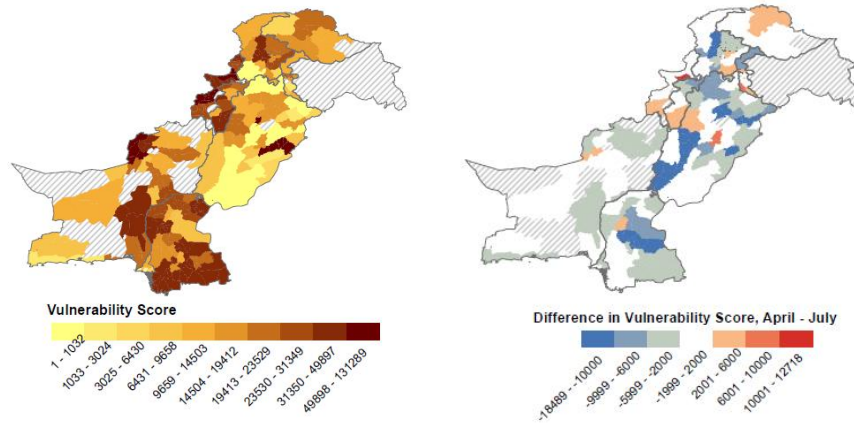 Vulnerability Score
1 - 1032
1033 - 3024
3025 - 6430
6431 - 9658
9659 - 14503
14504 - 19412
19413 - 23529
23530 - 31349
31350 - 49897
49898 - 131289
Difference in Vulnerability Score, April - July
-18489 - -10000
-9999 - -6000
-5999 - -2000
-1999 - 2000
2001 - 6000
6001 - 10000
10001 - 12718